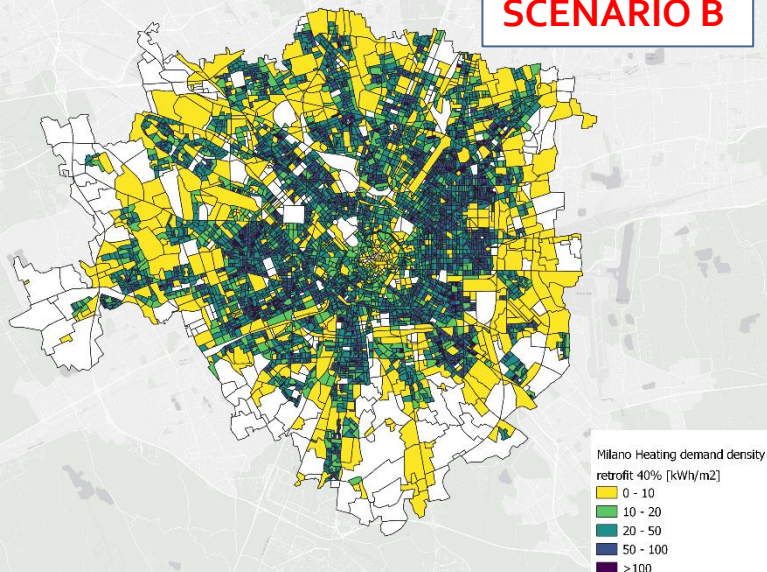 SCENARIO B
Milano Heating demand density
retrofit 40% [kWh/m2]
0 - 10
10 - 20
20 - 50
50 - 100
>100